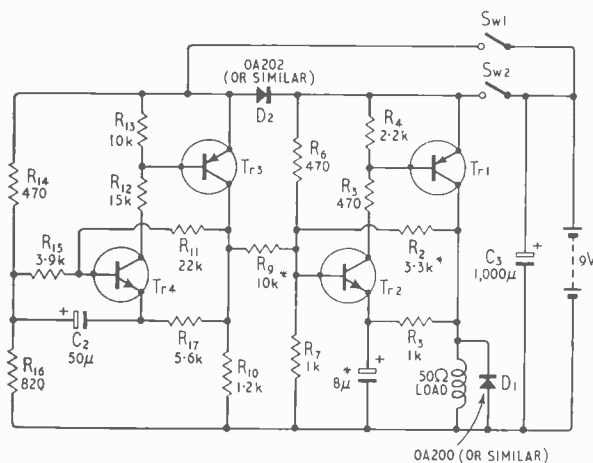 Sw1
OA202
(OR SIMILAR)
Sw2
D2
R13
10k
R4
2.2k
R6
470
Tr3
Tr1
R14
470
R12
15k
R3
470
R15
3.9k
R11
22k
R2
3.3k*
C3
1,000µ
+
9V
R9
10k*
Tr4
Tr2
+
C2
50µ
R17
5.6k
R3
1k
R16
820
R10
1.2k
R7
1k
*
8µ
+
50Ω
LOAD
D1
OA200 (OR SIMILAR)